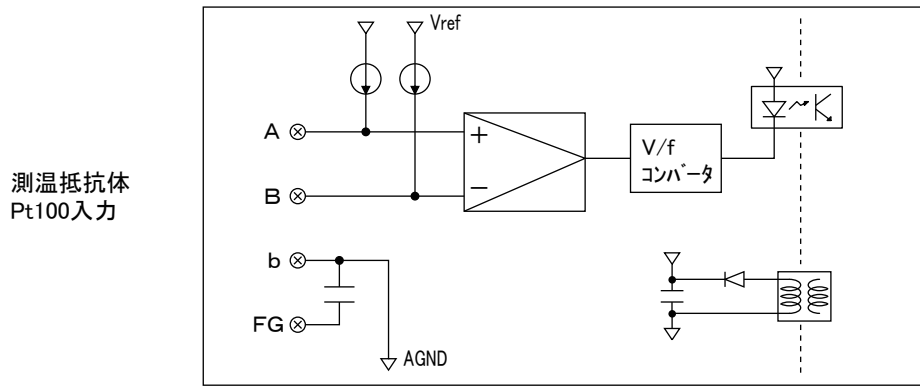 Vref
A
+
V/f
コンバータ
測温抵抗体
Pt100入力
B
−
b
FG
AGND